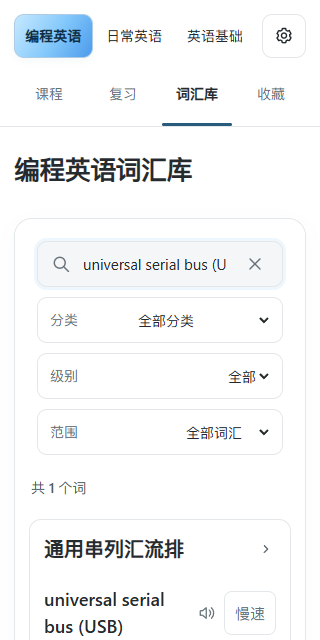 编程英语 日常英语 英语基础
课程 复习 词汇库 收藏
编程英语词汇库
universal serial bus (U
分类 全部分类
级别 全部
范围 全部词汇
共 1 个词
通用串列汇流排
universal serial
bus (USB)
慢速